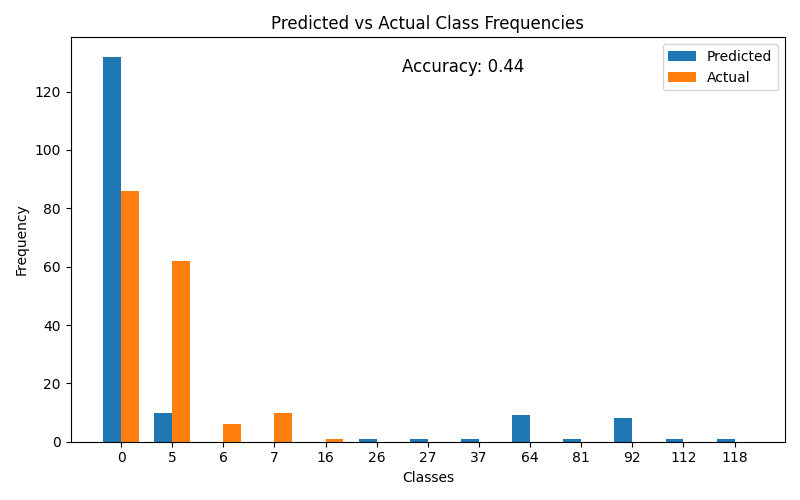 Predicted vs Actual Class Frequencies
Accuracy: 0.44
Predicted
Actual
Frequency
120
100
80
60
40
20
0
0 5 6 7 16 26 27 37 64 81 92 112 118
Classes